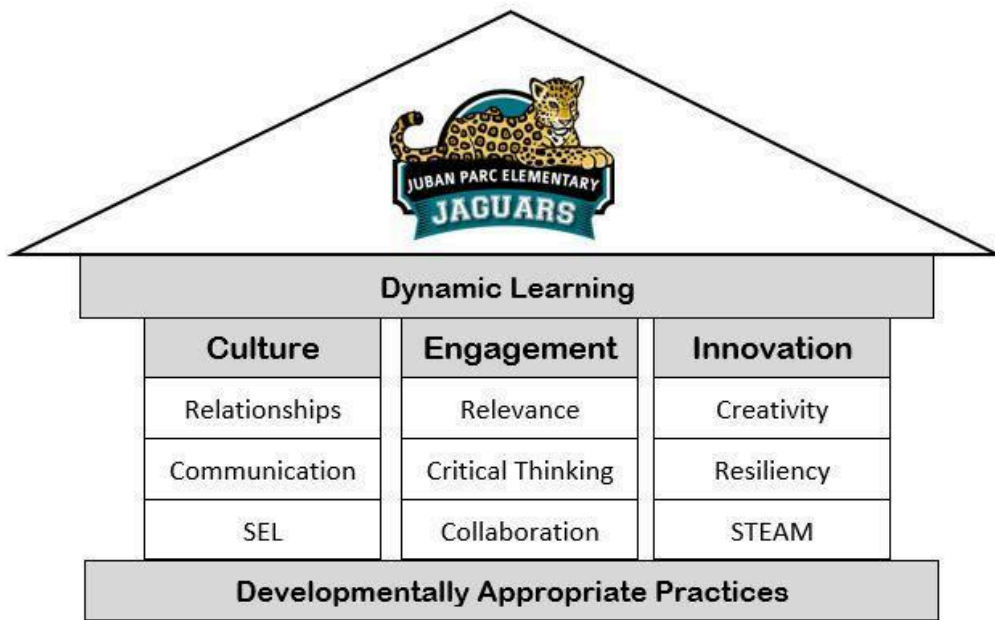 JUBAN PARC ELEMENTARY
JAGUARS
Dynamic Learning
Culture
Relationships
Communication
SEL
Engagement
Relevance
Critical Thinking
Collaboration
Innovation
Creativity
Resiliency
STEAM
Developmentally Appropriate Practices